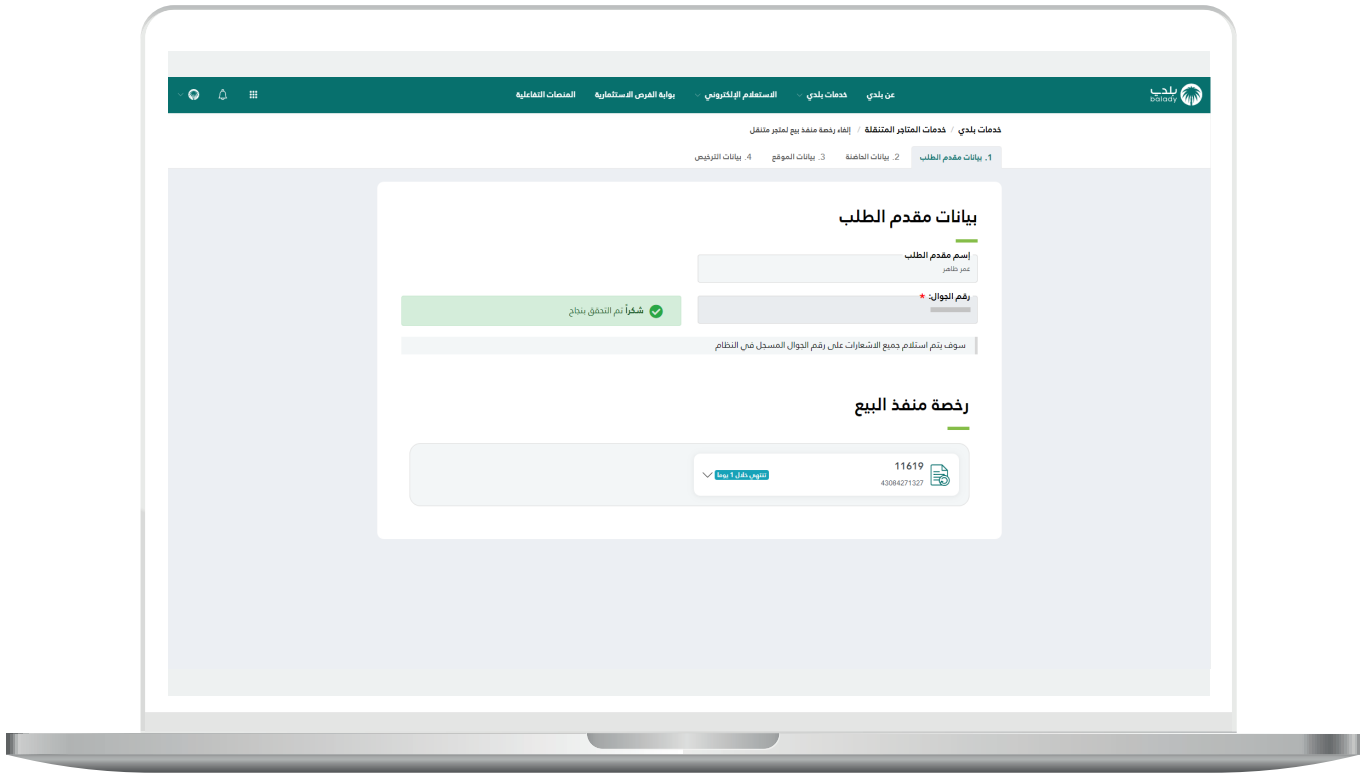 بلدي
balady
عن بلدي
خدمات بلدي
الاستعلام الإلكتروني
بوابة الفرص الاستثمارية
المنصات التفاعلية
خدمات بلدي / خدمات المتاجر المتنقلة / إلغاء رخصة منفذ بيع لمتجر متنقل
1. بيانات مقدم الطلب
2. بيانات الحاضنة
3. بيانات الموقع
4. بيانات الترخيص
بيانات مقدم الطلب
إسم مقدم الطلب
عمر طاهر
رقم الجوال: *
شكراً تم التحقق بنجاح
سوف يتم استلام جميع الاشعارات على رقم الجوال المسجل في النظام
رخصة منفذ البيع
11619
43084271327
تنتهي خلال 1 يوما